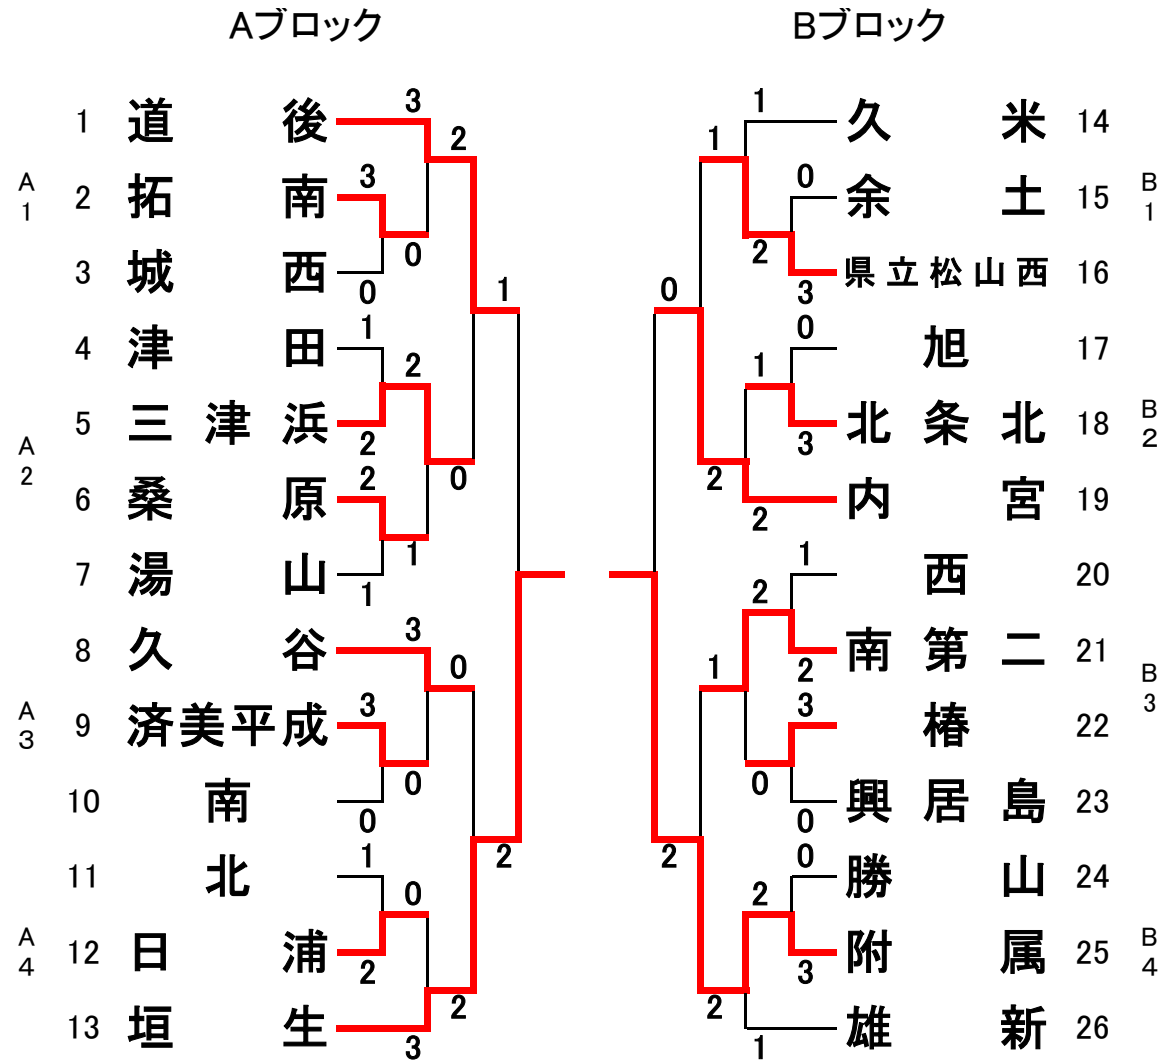 Aブロック
Bブロック
1 道後 3
A1
2 拓南 3
3 城西 0
2
0
4 津田 1
A2
5 三津浜 2
6 桑原 2
7 湯山 1
2
1
0
1
8 久谷 3
A3
9 済美平成 3
10 南 0
0
0
11 北 1
A4
12 日浦 2
13 垣生 3
0
2
2
1 久米 14
0 余土 15
B1
3 県立松山西 16
1
2
0
0 旭 17
B2
3 北条北 18
2 内宮 19
1
2
1 西 20
2 南第二 21
B3
3 椿 22
0 興居島 23
2
0
1
0 勝山 24
B4
3 附属 25
1 雄新 26
2
2
2